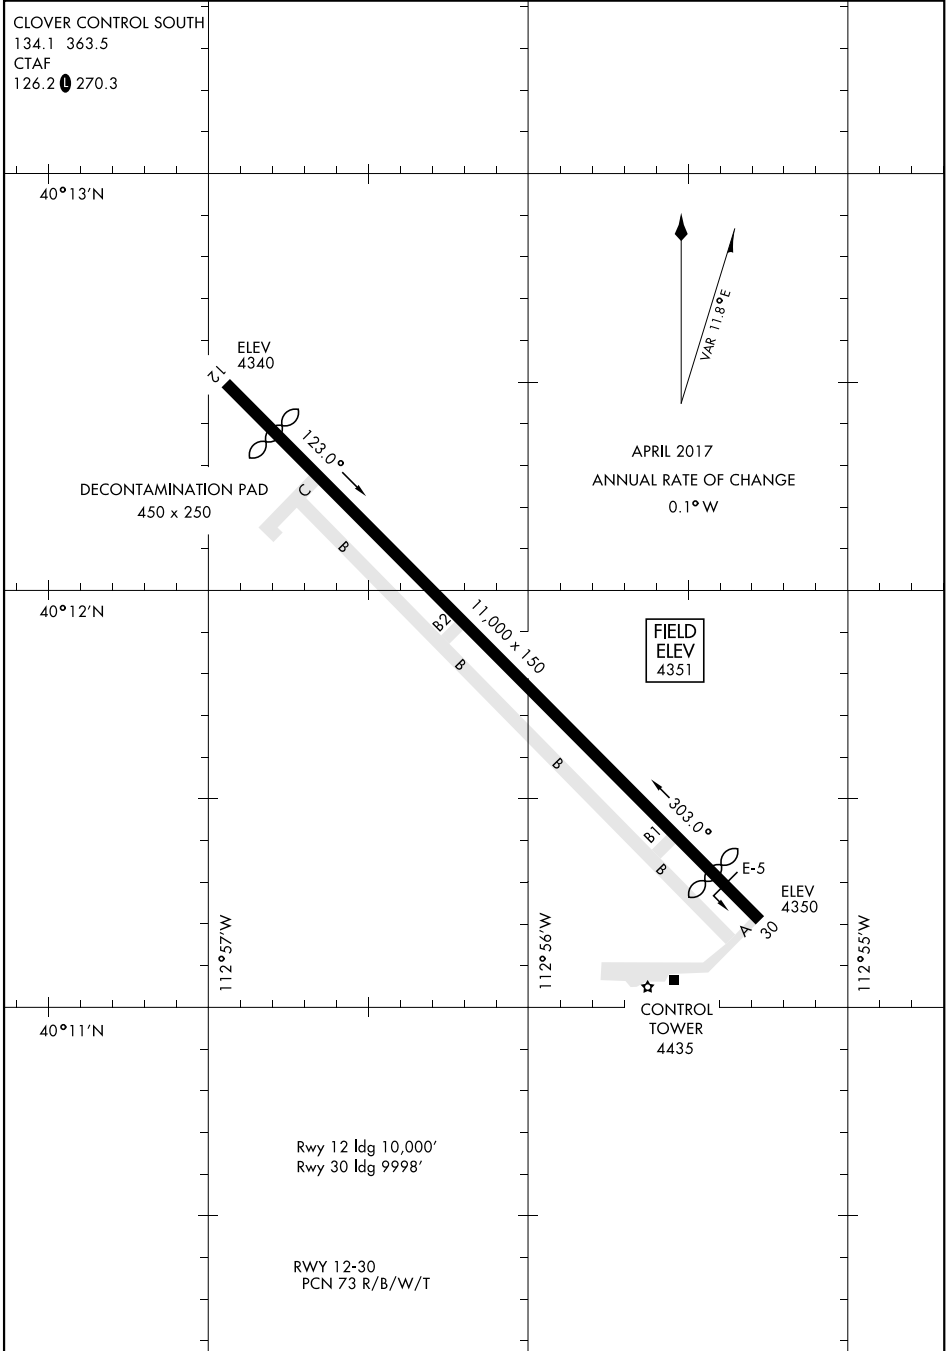 CLOVER CONTROL SOUTH
134.1 363.5
CTAF
126.2 L 270.3
40°13'N
VAR 11.8°E
ELEV
4340
12
123.0°
APRIL 2017
ANNUAL RATE OF CHANGE
0.1°W
DECONTAMINATION PAD
450 x 250
C
B
40°12'N
B2
11,000 x 150
B
FIELD
ELEV
4351
B
303.0°
B1
B
E-5
ELEV
4350
A
30
112°57'W
112°56'W
112°55'W
40°11'N
CONTROL
TOWER
4435
Rwy 12 ldg 10,000'
Rwy 30 ldg 9998'
RWY 12-30
PCN 73 R/B/W/T